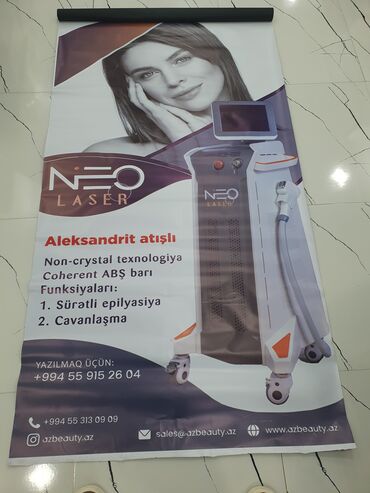 NEO
LASER
NEO
LASER
Aleksandrit atışlı
Non-crystal texnologiya
Coherent ABŞ barı
Funksiyaları:
1. Sürətli epilyasiya
2. Cavanlaşma
YAZILMAQ ÜÇÜN:
+994 55 915 26 04
+994 55 313 09 09
azbeauty.az
sales@azbeauty.az
www.azbeauty.az